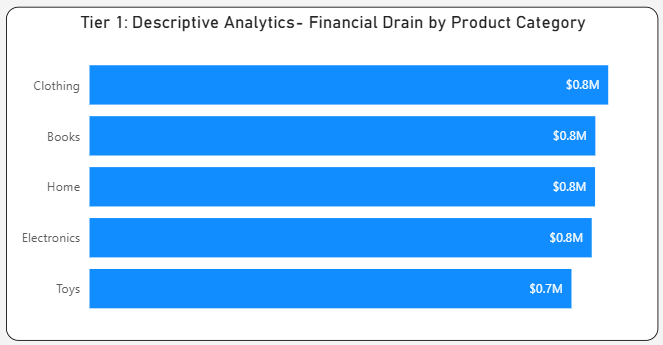 Tier 1: Descriptive Analytics- Financial Drain by Product Category
Clothing $0.8M
Books $0.8M
Home $0.8M
Electronics $0.8M
Toys $0.7M